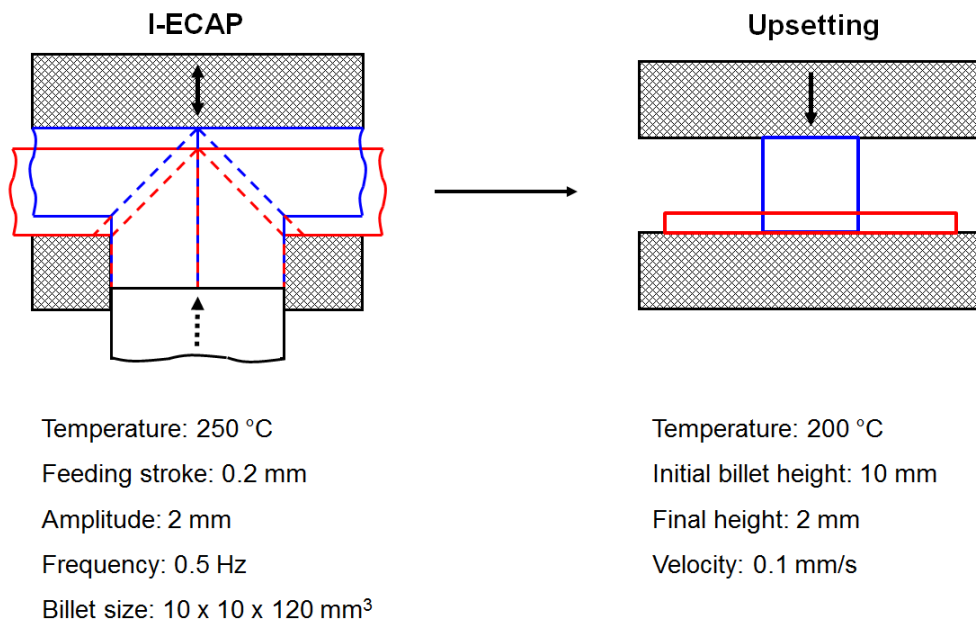 I-ECAP
Upsetting
Temperature: 250 °C
Feeding stroke: 0.2 mm
Amplitude: 2 mm
Frequency: 0.5 Hz
Billet size: 10 x 10 x 120 mm³
Temperature: 200 °C
Initial billet height: 10 mm
Final height: 2 mm
Velocity: 0.1 mm/s